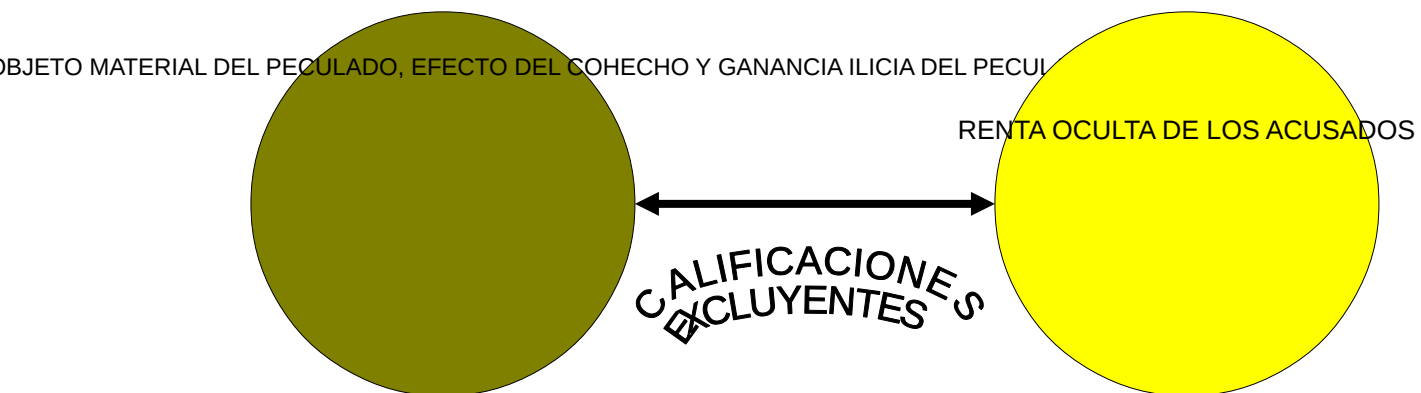 OBJETO MATERIAL DEL PECULADO, EFECTO DEL COHECHO Y GANANCIA ILICIA DEL PECUL
RENTA OCULTA DE LOS ACUSADOS
CALIFICACIONES
EXCLUYENTES